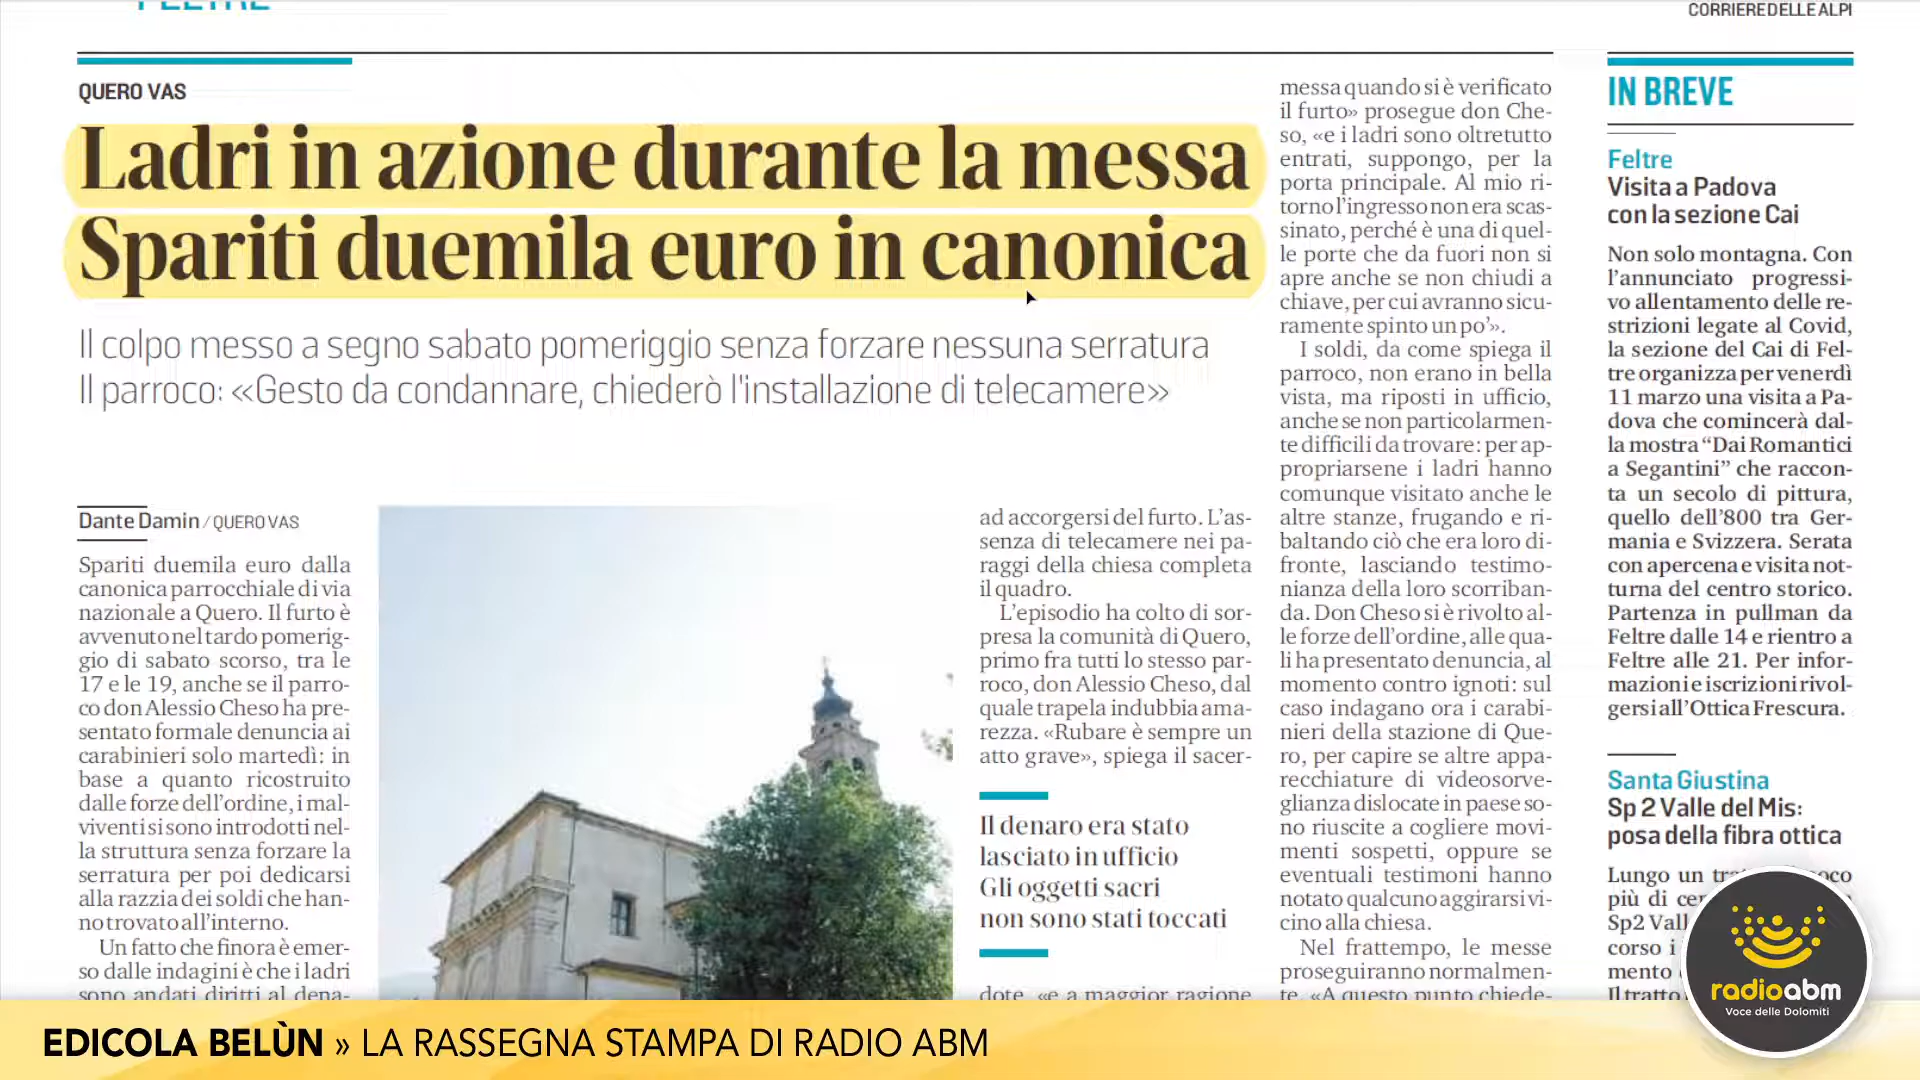 FELTRE
CORRIERE DELLE ALPI
QUERO VAS
Ladri in azione durante la messa
Spariti duemila euro in canonica
Il colpo messo a segno sabato pomeriggio senza forzare nessuna serratura
Il parroco: «Gesto da condannare, chiederò l'installazione di telecamere»
Dante Damin / QUERO VAS
Spariti duemila euro dalla
canonica parrocchiale di via
nazionale a Quero. Il furto è
avvenuto nel tardo pomerig-
gio di sabato scorso, tra le
17 e le 19, anche se il parro-
co don Alessio Cheso ha pre-
sentato formale denuncia ai
carabinieri solo martedì: in
base a quanto ricostruito
dalle forze dell'ordine, i mal-
viventi si sono introdotti nel-
la struttura senza forzare la
serratura per poi dedicarsi
alla razzia dei soldi che han-
no trovato all'interno.
Un fatto che finora è emer-
so dalle indagini è che i ladri
sono andati diritti al dena-
ad accorgersi del furto. L'as-
senza di telecamere nei pa-
raggi della chiesa completa
il quadro.
L'episodio ha colto di sor-
presa la comunità di Quero,
primo fra tutti lo stesso par-
roco, don Alessio Cheso, dal
quale trapela indubbia ama-
rezza. «Rubare è sempre un
atto grave», spiega il sacer-
Il denaro era stato
lasciato in ufficio
Gli oggetti sacri
non sono stati toccati
dote, «e a maggior ragione
messa quando si è verificato
il furto» prosegue don Che-
so, «e i ladri sono oltretutto
entrati, suppongo, per la
porta principale. Al mio ri-
torno l'ingresso non era scas-
sinato, perché è una di quel-
le porte che da fuori non si
apre anche se non chiudi a
chiave, per cui avranno sicu-
ramente spinto un po'».
I soldi, da come spiega il
parroco, non erano in bella
vista, ma riposti in ufficio,
anche se non particolarmen-
te difficili da trovare: per ap-
propriarsene i ladri hanno
comunque visitato anche le
altre stanze, frugando e ri-
baltando ciò che era loro di-
fronte, lasciando testimo-
nianza della loro scorriban-
da. Don Cheso si è rivolto al-
le forze dell'ordine, alle qua-
li ha presentato denuncia, al
momento contro ignoti: sul
caso indagano ora i carabi-
nieri della stazione di Que-
ro, per capire se altre appa-
recchiature di videosorve-
glianza dislocate in paese so-
no riuscite a cogliere movi-
menti sospetti, oppure se
eventuali testimoni hanno
notato qualcuno aggirarsi vi-
cino alla chiesa.
Nel frattempo, le messe
proseguiranno normalmen-
te. «A questo punto chiede-
IN BREVE
Feltre
Visita a Padova
con la sezione Cai
Non solo montagna. Con
l'annunciato progressi-
vo allentamento delle re-
strizioni legate al Covid,
la sezione del Cai di Fel-
tre organizza per venerdì
11 marzo una visita a Pa-
dova che comincerà dal-
la mostra “Dai Romantici
a Segantini” che raccon-
ta un secolo di pittura,
quello dell'800 tra Ger-
mania e Svizzera. Serata
con apercena e visita not-
turna del centro storico.
Partenza in pullman da
Feltre dalle 14 e rientro a
Feltre alle 21. Per infor-
mazioni e iscrizioni rivol-
gersi all'Ottica Frescura.
Santa Giustina
Sp 2 Valle del Mis:
posa della fibra ottica
Lungo un
più di
Sp2
corso i
mento
Il tratto
radioabm
Voce delle Dolomiti
EDICOLA BELÙN » LA RASSEGNA STAMPA DI RADIO ABM